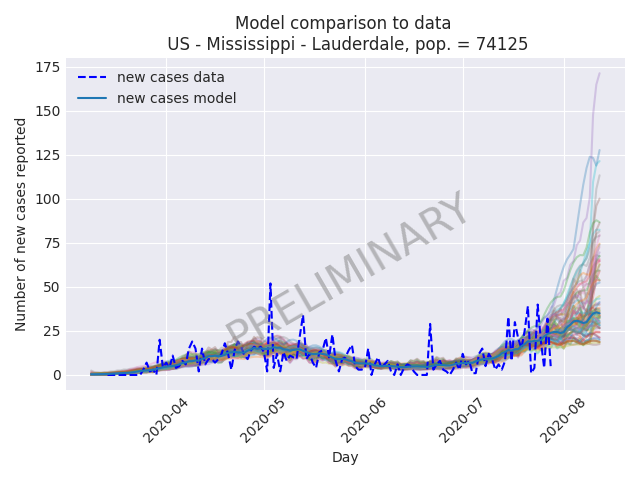 Model comparison to data
US - Mississippi - Lauderdale, pop. = 74125
new cases data
new cases model
PRELIMINARY
Number of new cases reported
175
150
125
100
75
50
25
0
2020-04
2020-05
2020-06
2020-07
2020-08
Day